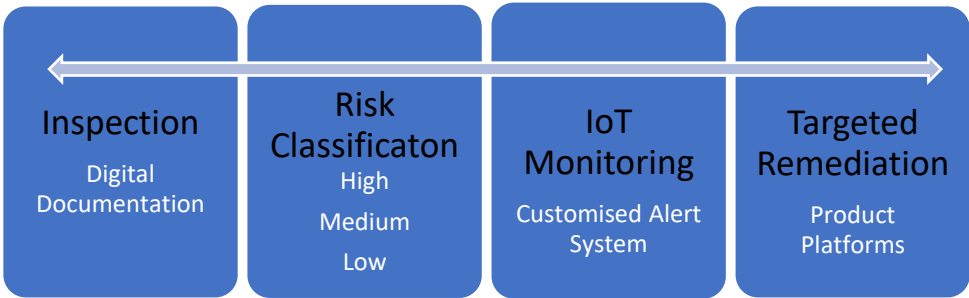 Inspection
Digital
Documentation
Risk
Classificaton
High
Medium
Low
IoT
Monitoring
Customised Alert
System
Targeted
Remediation
Product
Platforms